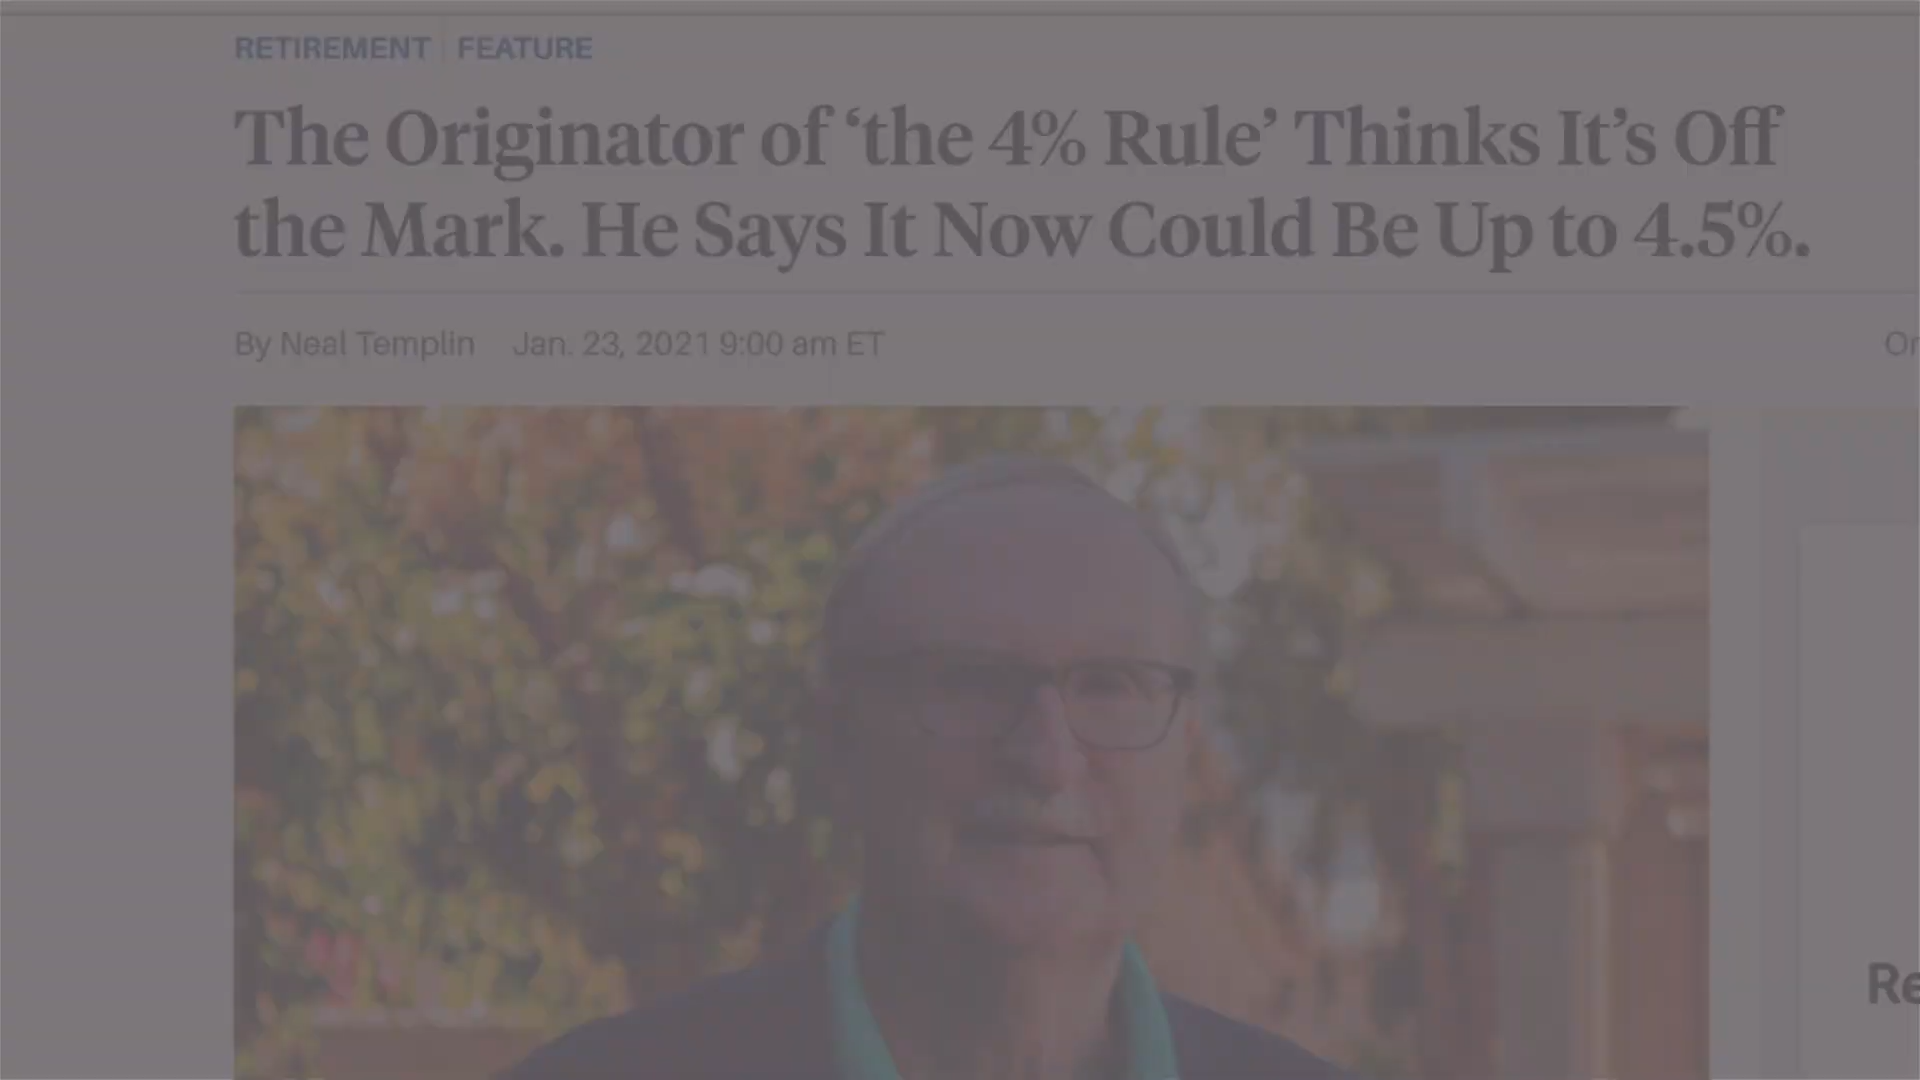 RETIREMENT FEATURE
The Originator of ‘the 4% Rule’ Thinks It’s Off
the Mark. He Says It Now Could Be Up to 4.5%.
By Neal Templin Jan. 23, 2021 9:00 am ET